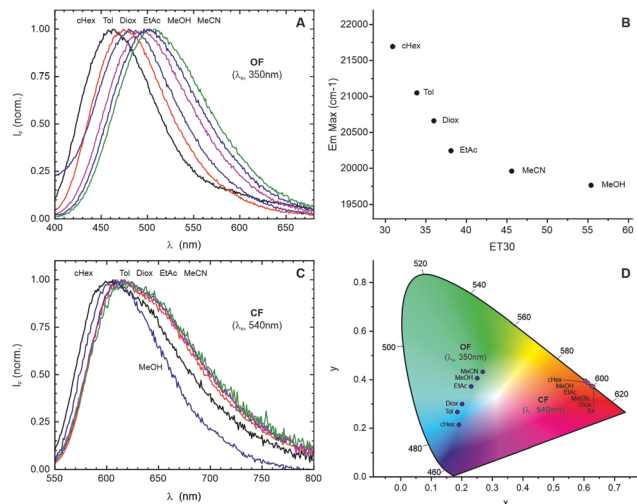 cHex Tol Diox EtAc MeOH MeCN
A
OF
(λex 350nm)
1.00
0.75
0.50
0.25
0.00
IF (norm.)
400 450 500 550 600 650
λ (nm)
B
22000
21500
21000
20500
20000
19500
Em Max (cm-1)
cHex
Tol
Diox
EtAc
MeCN
MeOH
30 35 40 45 50 55 60
ET30
cHex Tol Diox EtAc MeCN
C
CF
(λex 540nm)
MeOH
1.00
0.75
0.50
0.25
0.00
IF (norm.)
550 600 650 700 750 800
λ (nm)
D
0.8
0.6
0.4
0.2
0.0
y
520
540
560
500
580
600
620
480
460
OF
(λex 350nm)
MeCN
MeOH
EtAc
Diox
Tol
cHex
cHex
MeOH
EtAc
MeCN
Diox
Tol
CF
(λex 540nm)
0.0 0.1 0.2 0.3 0.4 0.5 0.6 0.7
x